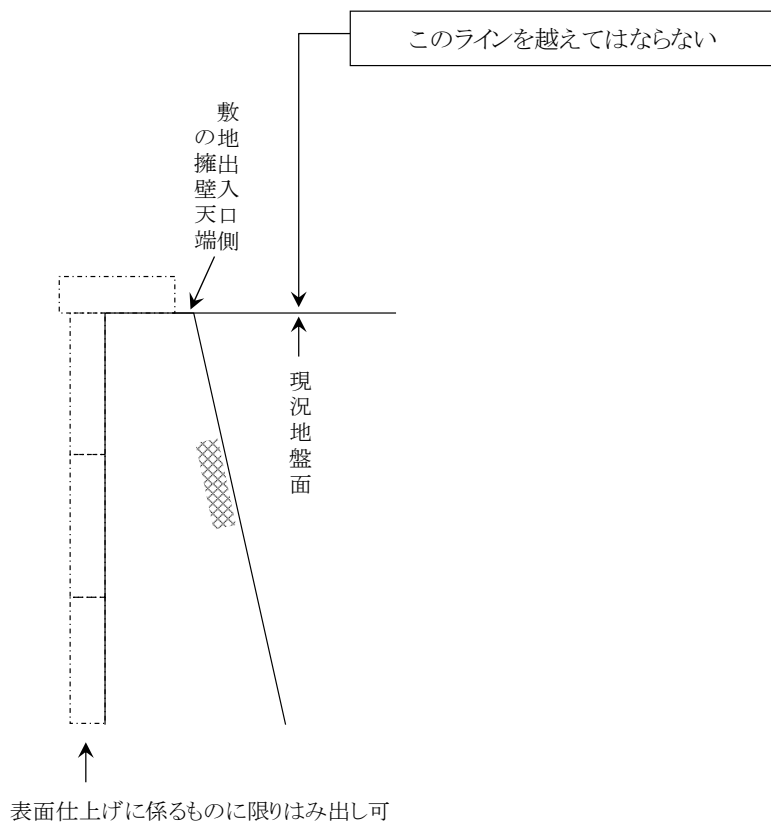 このラインを越えてはならない
敷地出入口側
の擁壁天端
現況地盤面
表面仕上げに係るものに限りはみ出し可